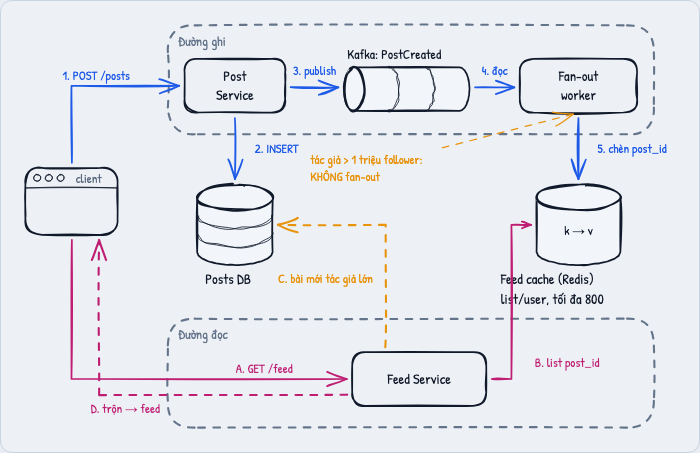 Đường ghi
1. POST /posts
Post
Service
3. publish
Kafka: PostCreated
4. đọc
Fan-out
worker
2. INSERT
tác giả > 1 triệu follower:
KHÔNG fan-out
5. chèn post_id
client
k → v
Posts DB
C. bài mới tác giả lớn
Feed cache (Redis)
list/user, tối đa 800
Đường đọc
A. GET /feed
Feed Service
B. list post_id
D. trộn → feed